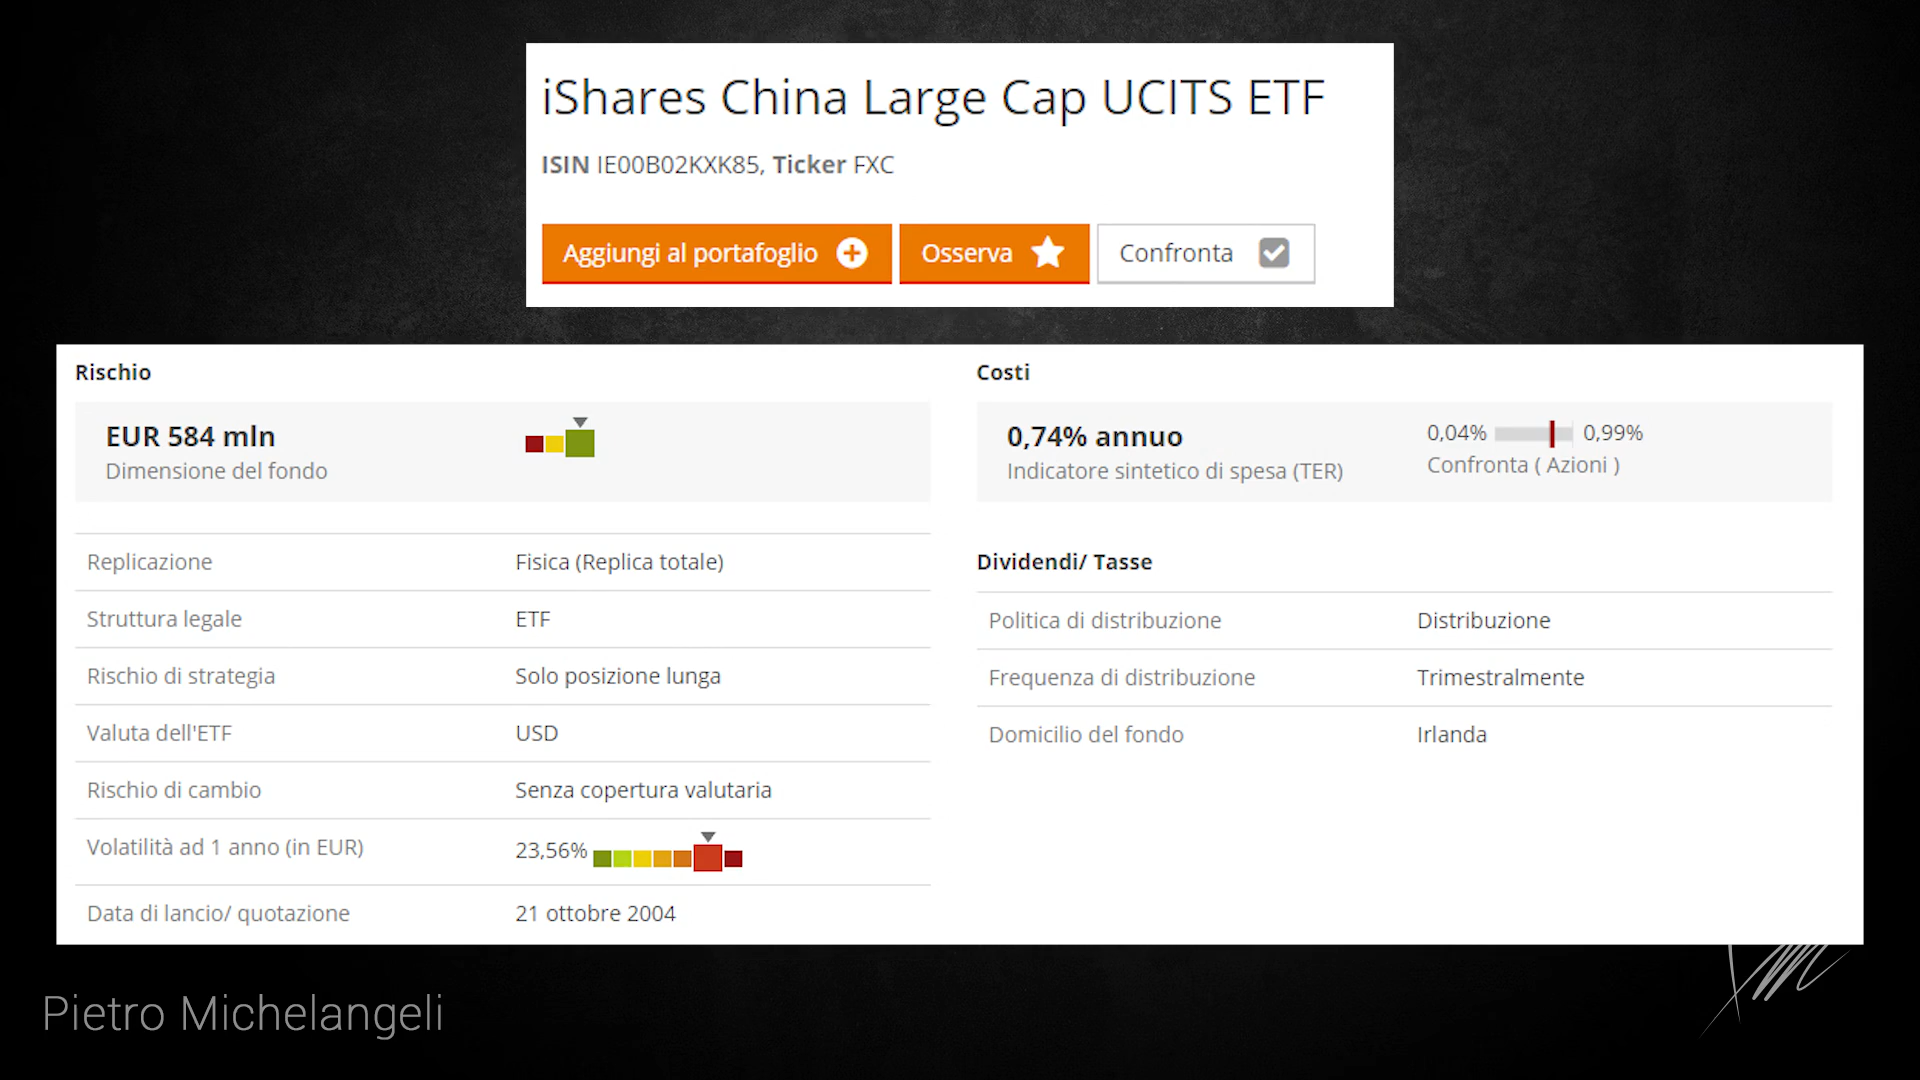 iShares China Large Cap UCITS ETF
ISIN IE00B02KXK85, Ticker FXC
Aggiungi al portafoglio
Osserva
Confronta
Rischio
EUR 584 mln
Dimensione del fondo
Replicazione Fisica (Replica totale)
Struttura legale ETF
Rischio di strategia Solo posizione lunga
Valuta dell'ETF USD
Rischio di cambio Senza copertura valutaria
Volatilità ad 1 anno (in EUR) 23,56%
Data di lancio/ quotazione 21 ottobre 2004
Costi
0,74% annuo
Indicatore sintetico di spesa (TER)
0,04% 0,99%
Confronta ( Azioni )
Dividendi/ Tasse
Politica di distribuzione Distribuzione
Frequenza di distribuzione Trimestralmente
Domicilio del fondo Irlanda
Pietro Michelangeli